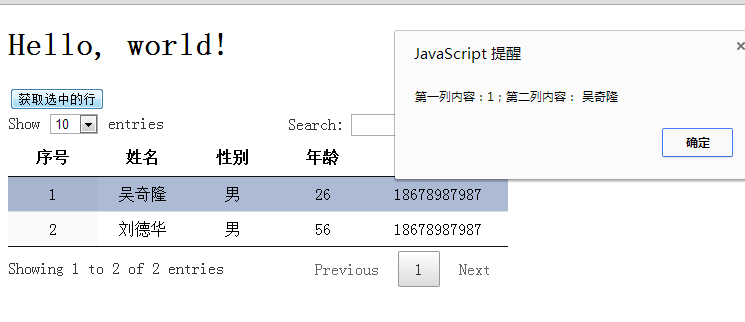 Hello, world!
JavaScript 提醒
第一列内容：1；第二列内容： 吴奇隆
确定
获取选中的行
Show 10 entries Search:
序号 姓名 性别 年龄
1 吴奇隆 男 26 18678987987
2 刘德华 男 56 18678987987
Showing 1 to 2 of 2 entries Previous 1 Next